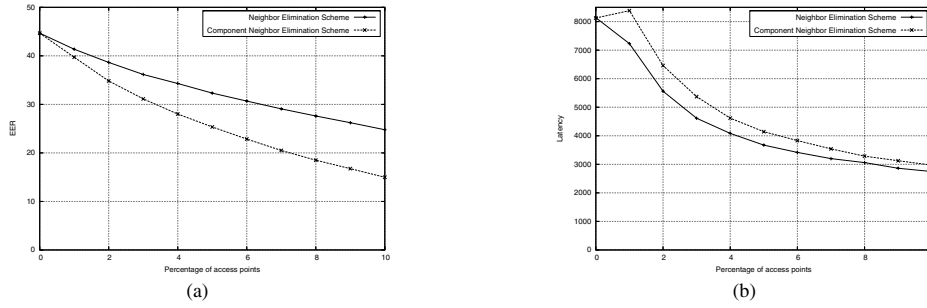 50
40
30
20
10
0
EER
0 2 4 6 8 10
Percentage of access points
Neighbor Elimination Scheme
Component Neighbor Elimination Scheme
(a)
8000
7000
6000
5000
4000
3000
2000
1000
0
Latency
0 2 4 6 8
Percentage of access points
Neighbor Elimination Scheme
Component Neighbor Elimination Scheme
(b)